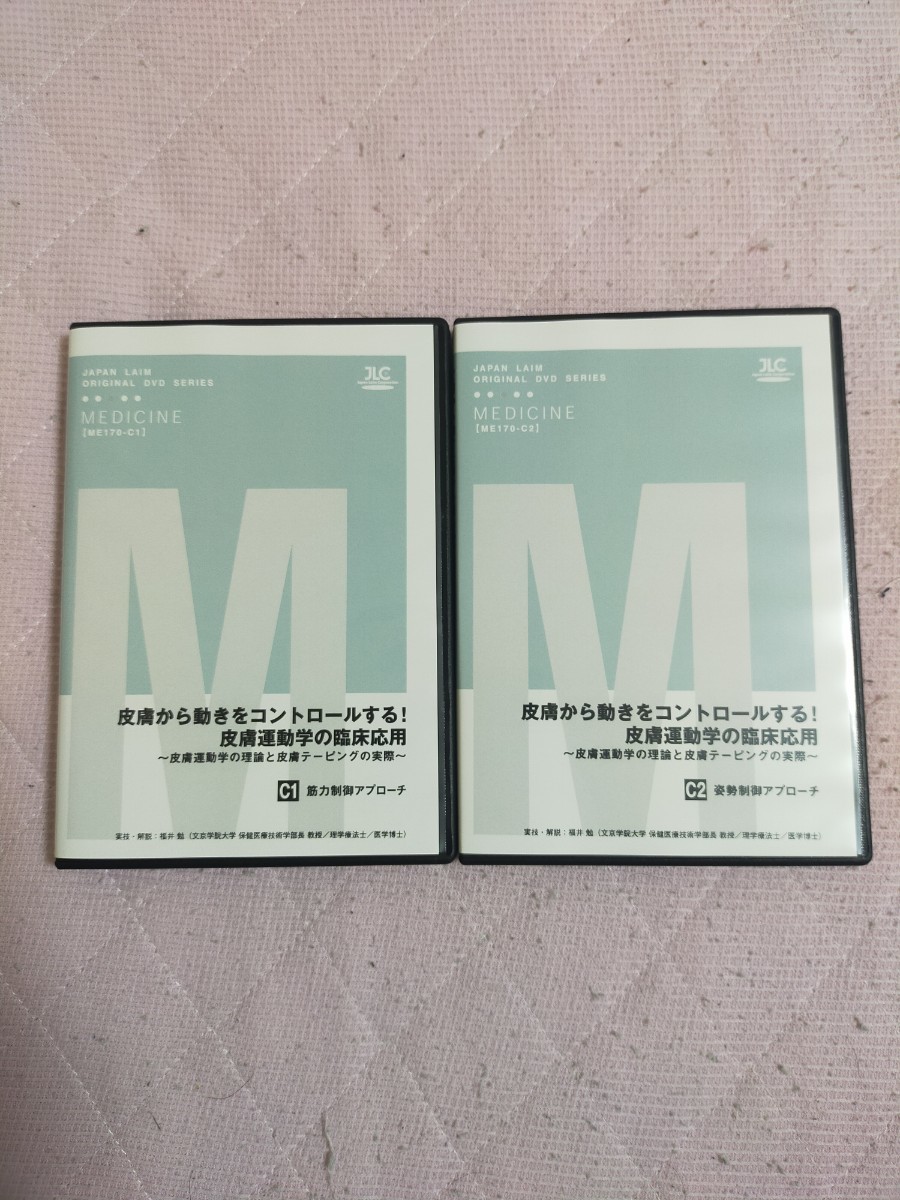 JAPAN LAIM
ORIGINAL DVD SERIES
JLC
MEDICINE
【ME170-C1】
M
皮膚から動きをコントロールする!
皮膚運動学の臨床応用
〜皮膚運動学の理論と皮膚テーピングの実際〜
C1 筋力制御アプローチ
実技・解説:福井 勉(文京学院大学 保健医療技術学部長 教授/理学療法士/医学博士)
JAPAN LAIM
ORIGINAL DVD SERIES
JLC
MEDICINE
【ME170-C2】
M
皮膚から動きをコントロールする!
皮膚運動学の臨床応用
〜皮膚運動学の理論と皮膚テーピングの実際〜
C2 姿勢制御アプローチ
実技・解説:福井 勉(文京学院大学 保健医療技術学部長 教授/理学療法士/医学博士)